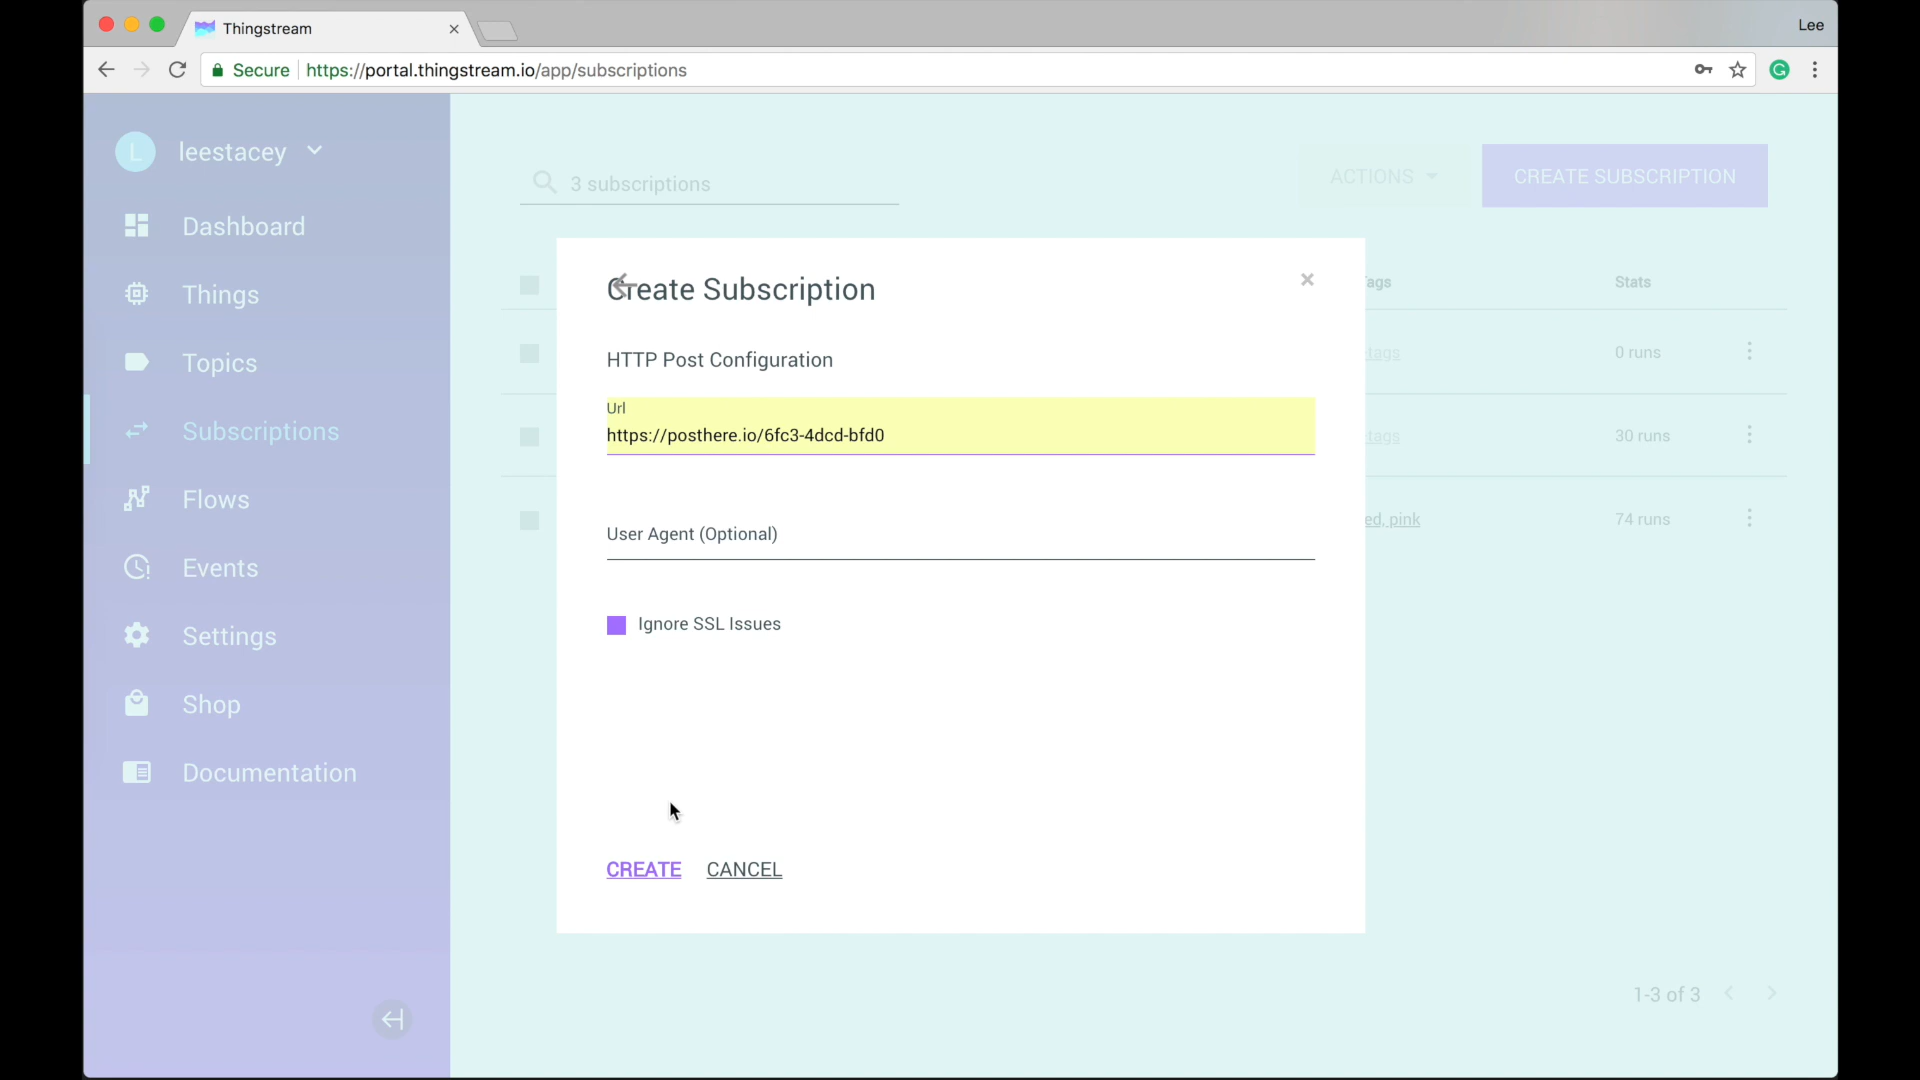 Thingstream
Lee
Secure https://portal.thingstream.io/app/subscriptions
L leestacey
Dashboard
Things
Topics
Subscriptions
Flows
Events
Settings
Shop
Documentation
3 subscriptions
ACTIONS
CREATE SUBSCRIPTION
Create Subscription
HTTP Post Configuration
Url
https://posthere.io/6fc3-4dcd-bfd0
User Agent (Optional)
Ignore SSL Issues
CREATE CANCEL
Stats
tags 0 runs
tags 30 runs
pink 74 runs
1-3 of 3